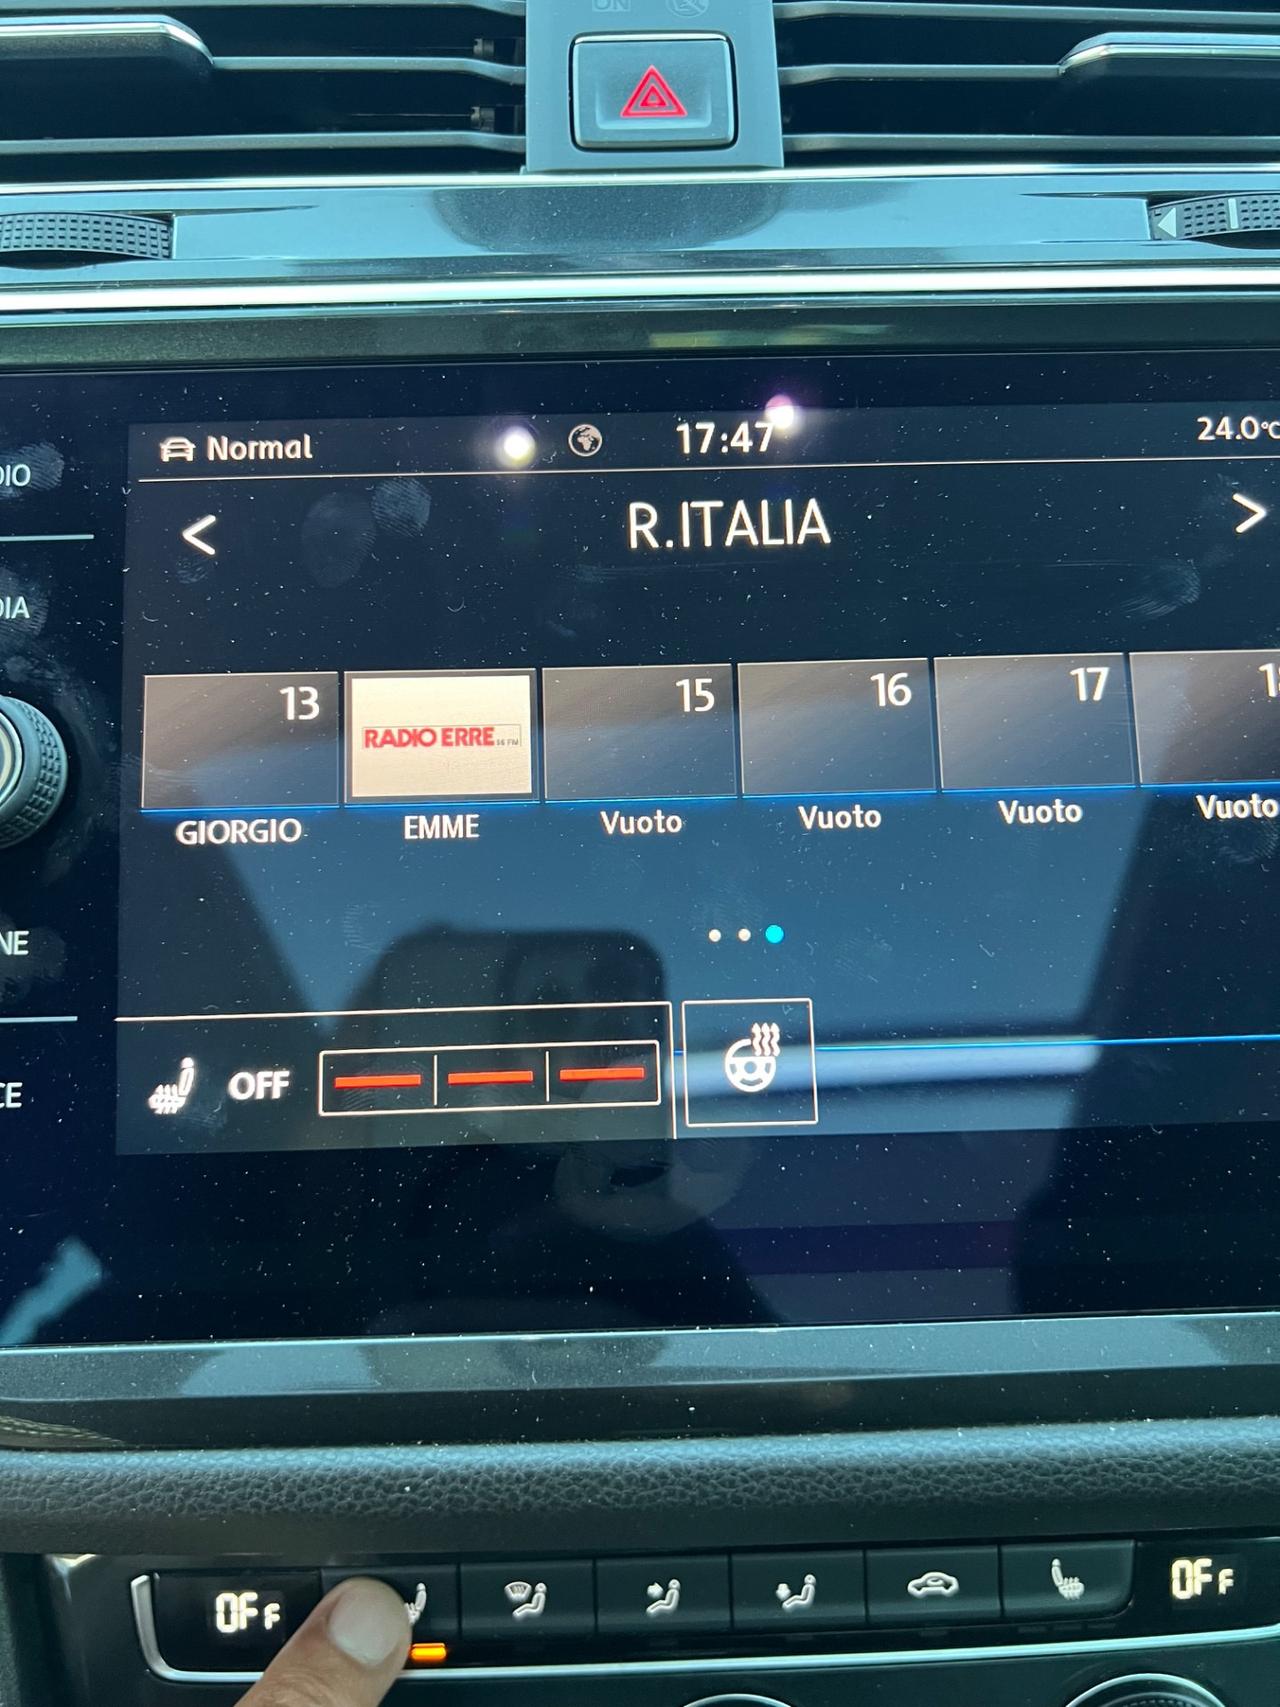 ON
Normal
17:47
24.0°C
R.ITALIA
13
RADIO ERRE
15
16
17
GIORGIO
EMME
Vuoto
Vuoto
Vuoto
Vuoto
OFF
OFF
OFF